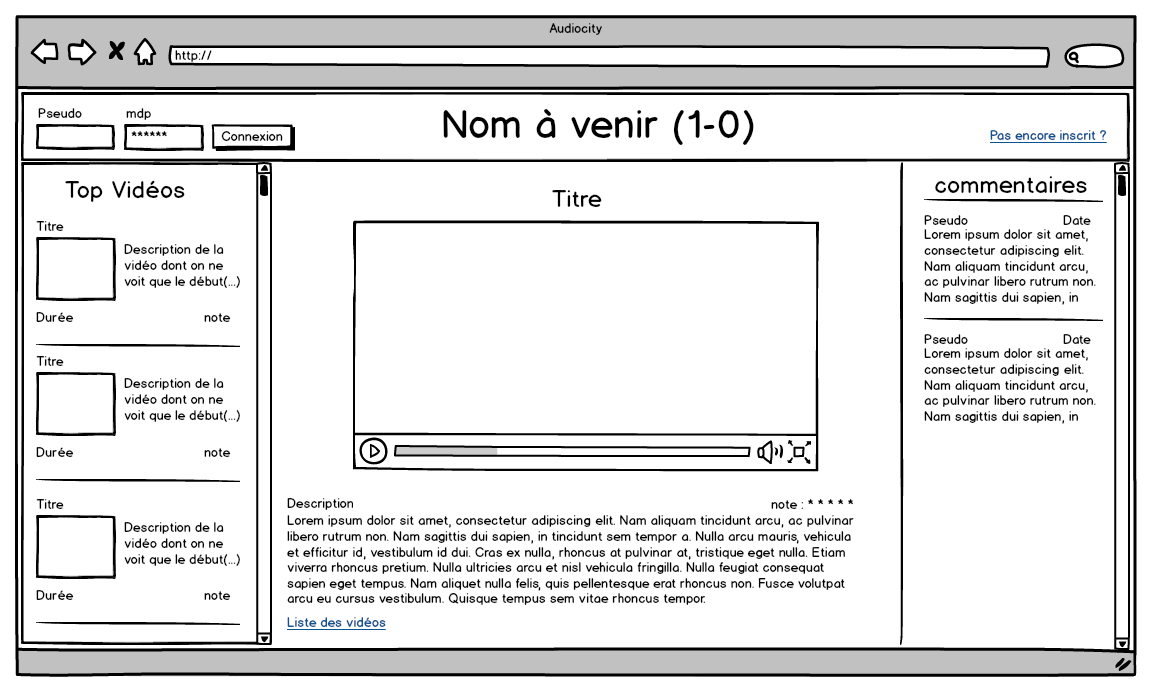 Audiocity
http://
Pseudo
mdp
******
Connexion
Nom à venir (1-0)
Pas encore inscrit ?
Top Vidéos
Titre
Description de la
vidéo dont on ne
voit que le début(...)
Durée note
Titre
Description de la
vidéo dont on ne
voit que le début(...)
Durée note
Titre
Description de la
vidéo dont on ne
voit que le début(...)
Durée note
Titre
Description note : * * * * *
Lorem ipsum dolor sit amet, consectetur adipiscing elit. Nam aliquam tincidunt arcu, ac pulvinar
libero rutrum non. Nam sagittis dui sapien, in tincidunt sem tempor a. Nulla arcu mauris, vehicula
et efficitur id, vestibulum id dui. Cras ex nulla, rhoncus at pulvinar at, tristique eget nulla. Etiam
viverra rhoncus pretium. Nulla ultricies arcu et nisl vehicula fringilla. Nulla feugiat consequat
sapien eget tempus. Nam aliquet nulla felis, quis pellentesque erat rhoncus non. Fusce volutpat
arcu eu cursus vestibulum. Quisque tempus sem vitae rhoncus tempor.
Liste des vidéos
commentaires
Pseudo Date
Lorem ipsum dolor sit amet,
consectetur adipiscing elit.
Nam aliquam tincidunt arcu,
ac pulvinar libero rutrum non.
Nam sagittis dui sapien, in
Pseudo Date
Lorem ipsum dolor sit amet,
consectetur adipiscing elit.
Nam aliquam tincidunt arcu,
ac pulvinar libero rutrum non.
Nam sagittis dui sapien, in